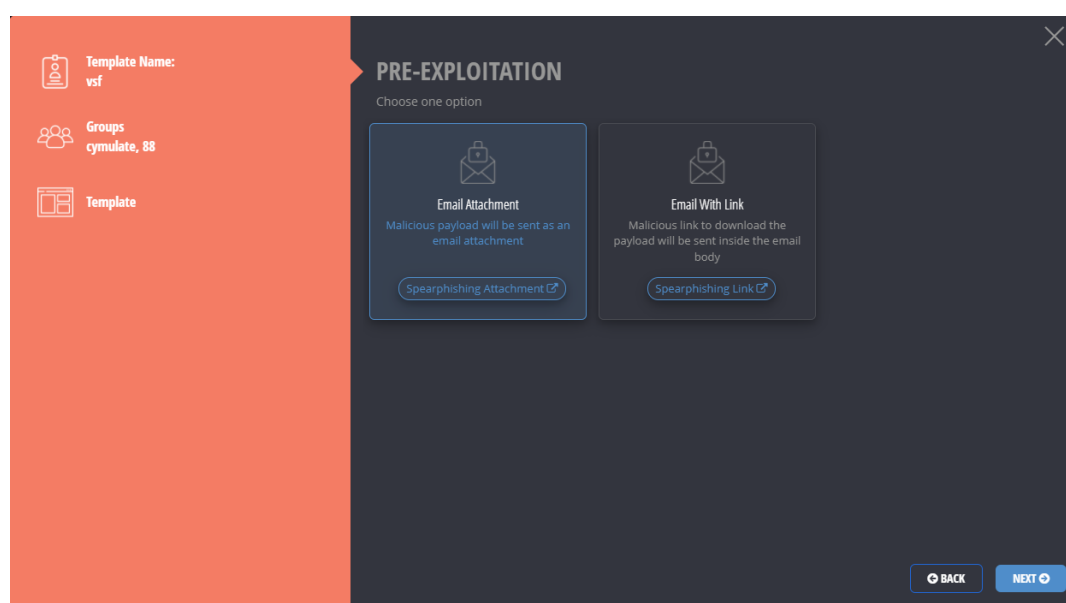 Template Name:
vsf
Groups
cymulate, 88
Template
PRE-EXPLOITATION
Choose one option
Email Attachment
Malicious payload will be sent as an
email attachment
Spearphishing Attachment
Email With Link
Malicious link to download the
payload will be sent inside the email
body
Spearphishing Link
BACK
NEXT